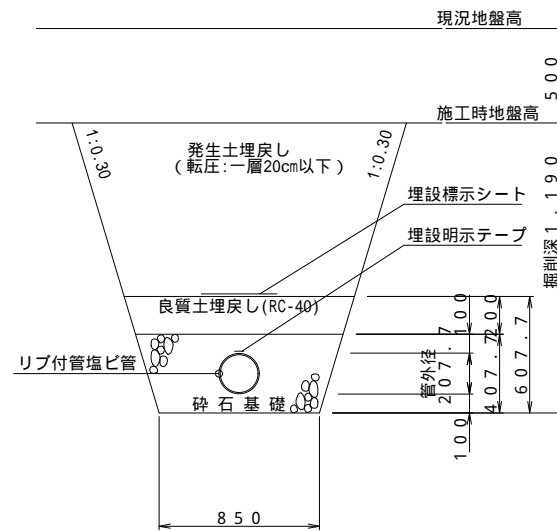 現況地盤高
500
施工時地盤高
1:0.30
発生土埋戻し
(転圧:一層20cm以下)
1:0.30
掘削深1,190
埋設標示シート
埋設明示テープ
良質土埋戻し(RC-40)
リブ付管塩ビ管
砕石基礎
管外径
207.7
100
100
200
407.7
607.7
850